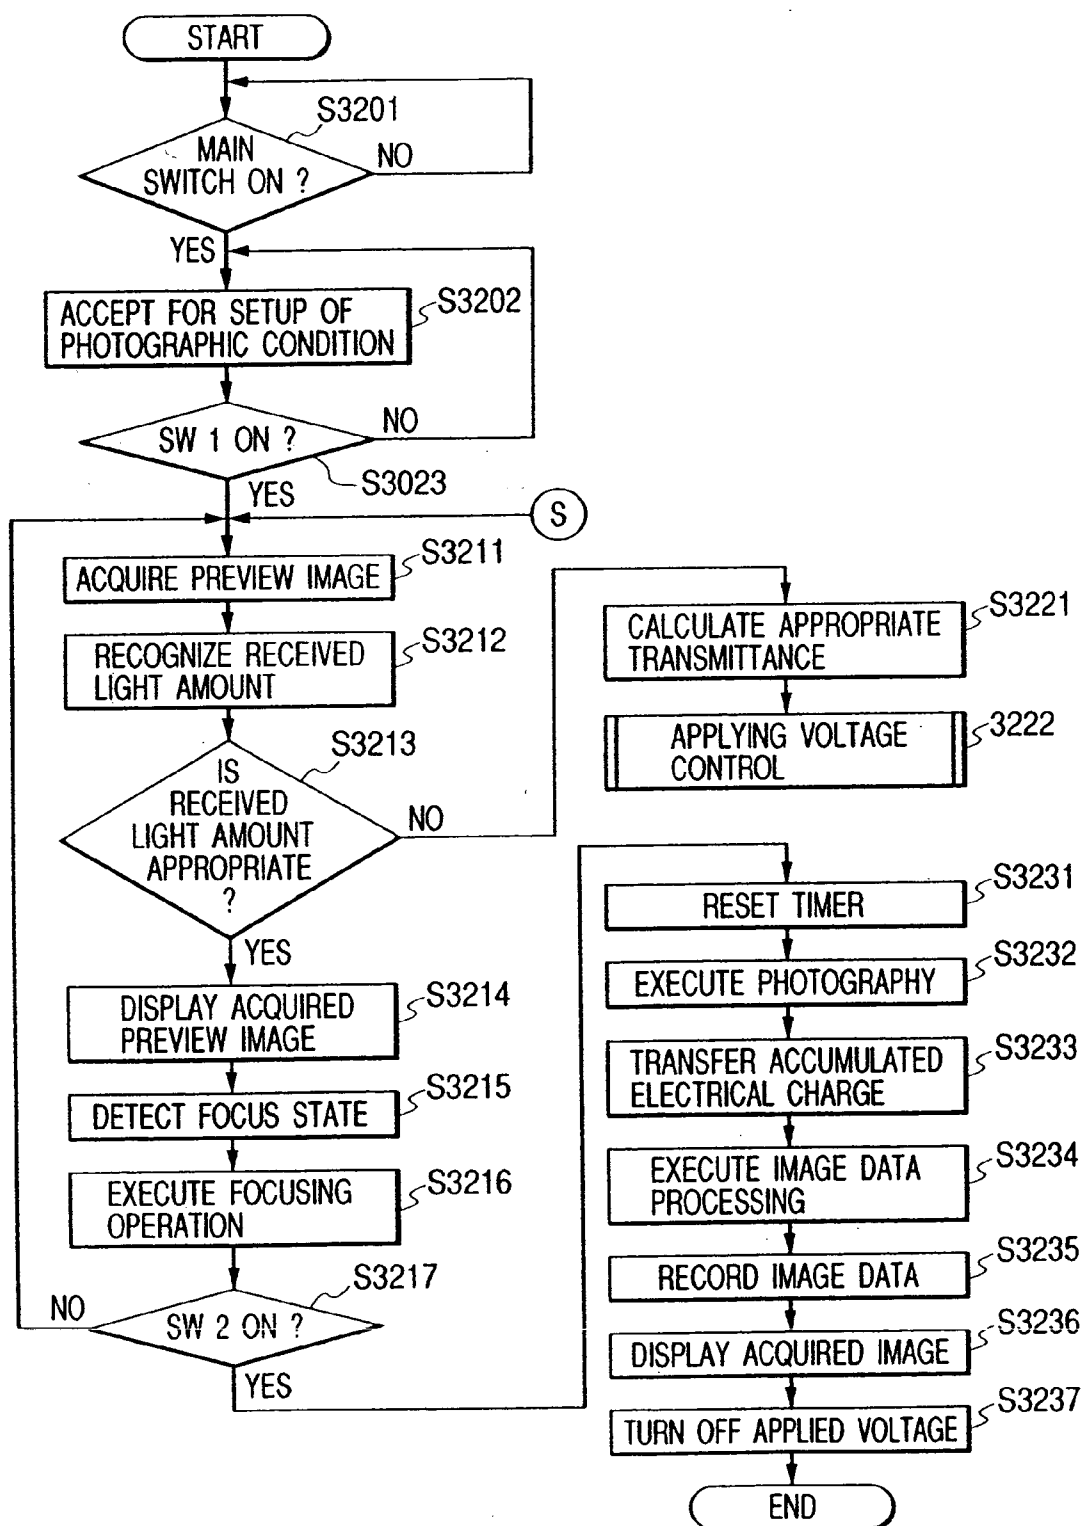 START
S3201
MAIN
SWITCH ON ?
NO
YES
S3202
ACCEPT FOR SETUP OF
PHOTOGRAPHIC CONDITION
SW 1 ON ?
NO
S3023
YES
S
S3211
ACQUIRE PREVIEW IMAGE
S3212
RECOGNIZE RECEIVED
LIGHT AMOUNT
S3213
IS
RECEIVED
LIGHT AMOUNT
APPROPRIATE
?
NO
YES
S3214
DISPLAY ACQUIRED
PREVIEW IMAGE
S3215
DETECT FOCUS STATE
S3216
EXECUTE FOCUSING
OPERATION
S3217
SW 2 ON ?
NO
YES
S3221
CALCULATE APPROPRIATE
TRANSMITTANCE
3222
APPLYING VOLTAGE
CONTROL
S3231
RESET TIMER
S3232
EXECUTE PHOTOGRAPHY
S3233
TRANSFER ACCUMULATED
ELECTRICAL CHARGE
S3234
EXECUTE IMAGE DATA
PROCESSING
S3235
RECORD IMAGE DATA
S3236
DISPLAY ACQUIRED IMAGE
S3237
TURN OFF APPLIED VOLTAGE
END